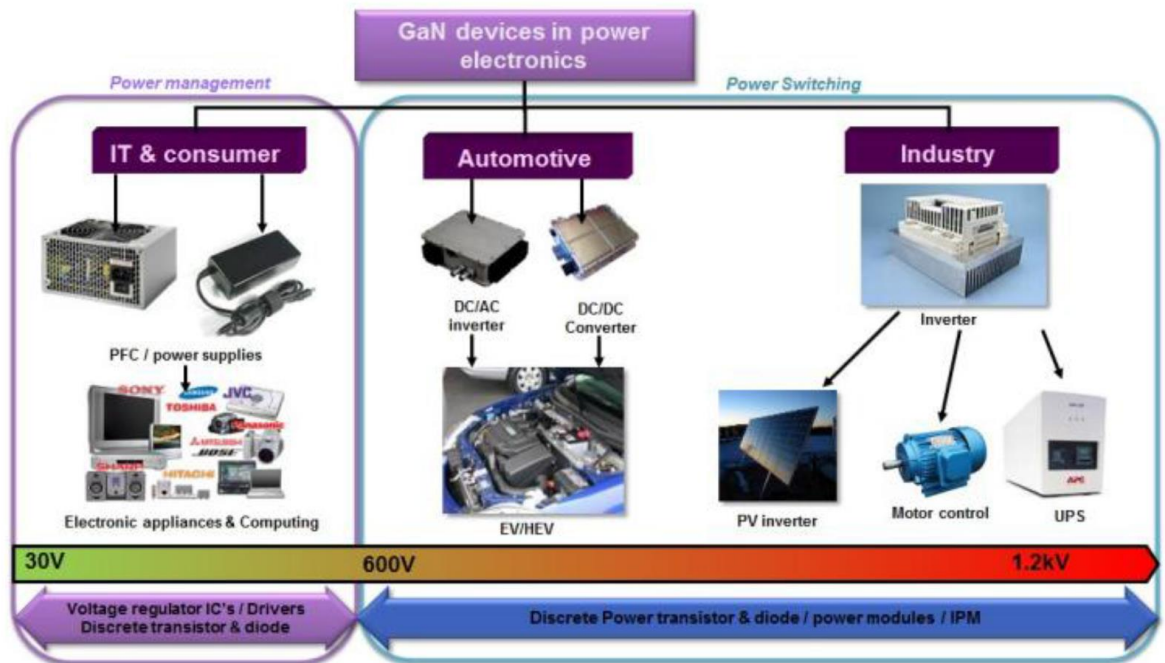 GaN devices in power
electronics
Power management
Power Switching
IT & consumer
Automotive
Industry
DC/AC
inverter
DC/DC
Converter
Inverter
PFC / power supplies
SONY
SAMSUNG
JVC
TOSHIBA
Panasonic
MITSUBISHI
BOSE
SHARP
HITACHI
APC
Electronic appliances & Computing
EV/HEV
PV inverter
Motor control
UPS
30V
600V
1.2kV
Voltage regulator IC's / Drivers
Discrete transistor & diode
Discrete Power transistor & diode / power modules / IPM